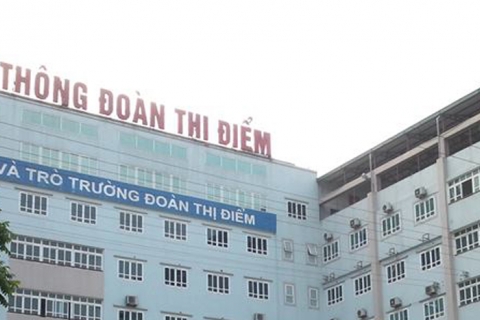 THÔNG ĐOÀN THỊ ĐIỂM
VÀ TRÒ TRƯỜNG ĐOÀN THỊ ĐIỂM